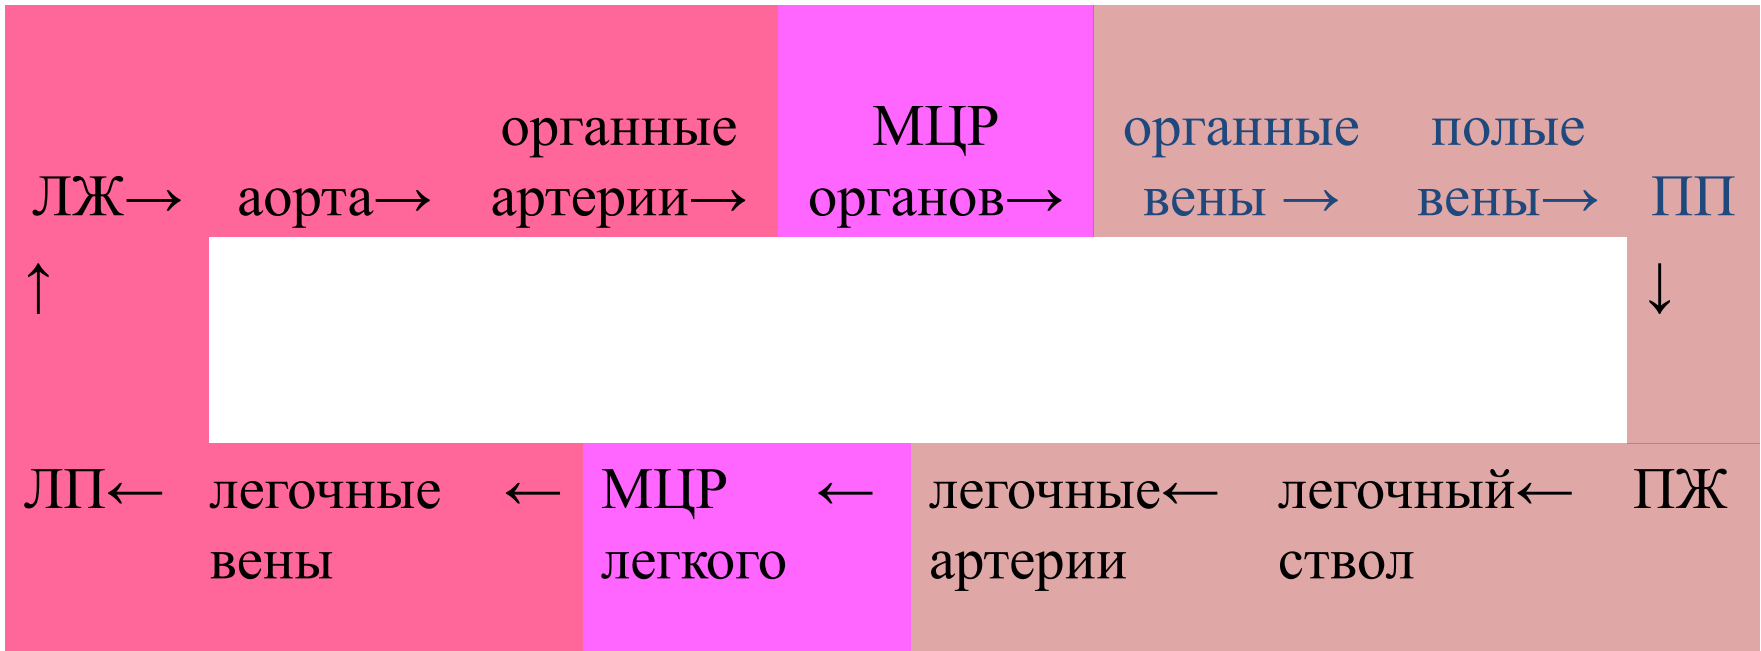 органные МЦР органные полые
ЛЖ→ аорта→ артерии→ органов→ вены → вены→ ПП
↑ ↓
ЛП← легочные ← МЦР ← легочные← легочный← ПЖ
вены легкого артерии ствол